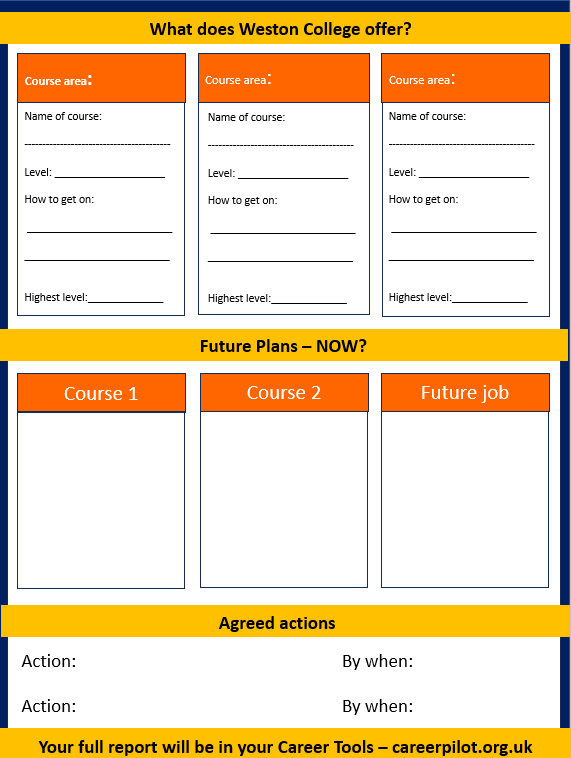 What does Weston College offer?
Course area:
Name of course:
Level:
How to get on:
Highest level:
Course area:
Name of course:
Level:
How to get on:
Highest level:
Course area:
Name of course:
Level:
How to get on:
Highest level:
Future Plans – NOW?
Course 1
Course 2
Future job
Agreed actions
Action: By when:
Action: By when:
Your full report will be in your Career Tools – careerpilot.org.uk